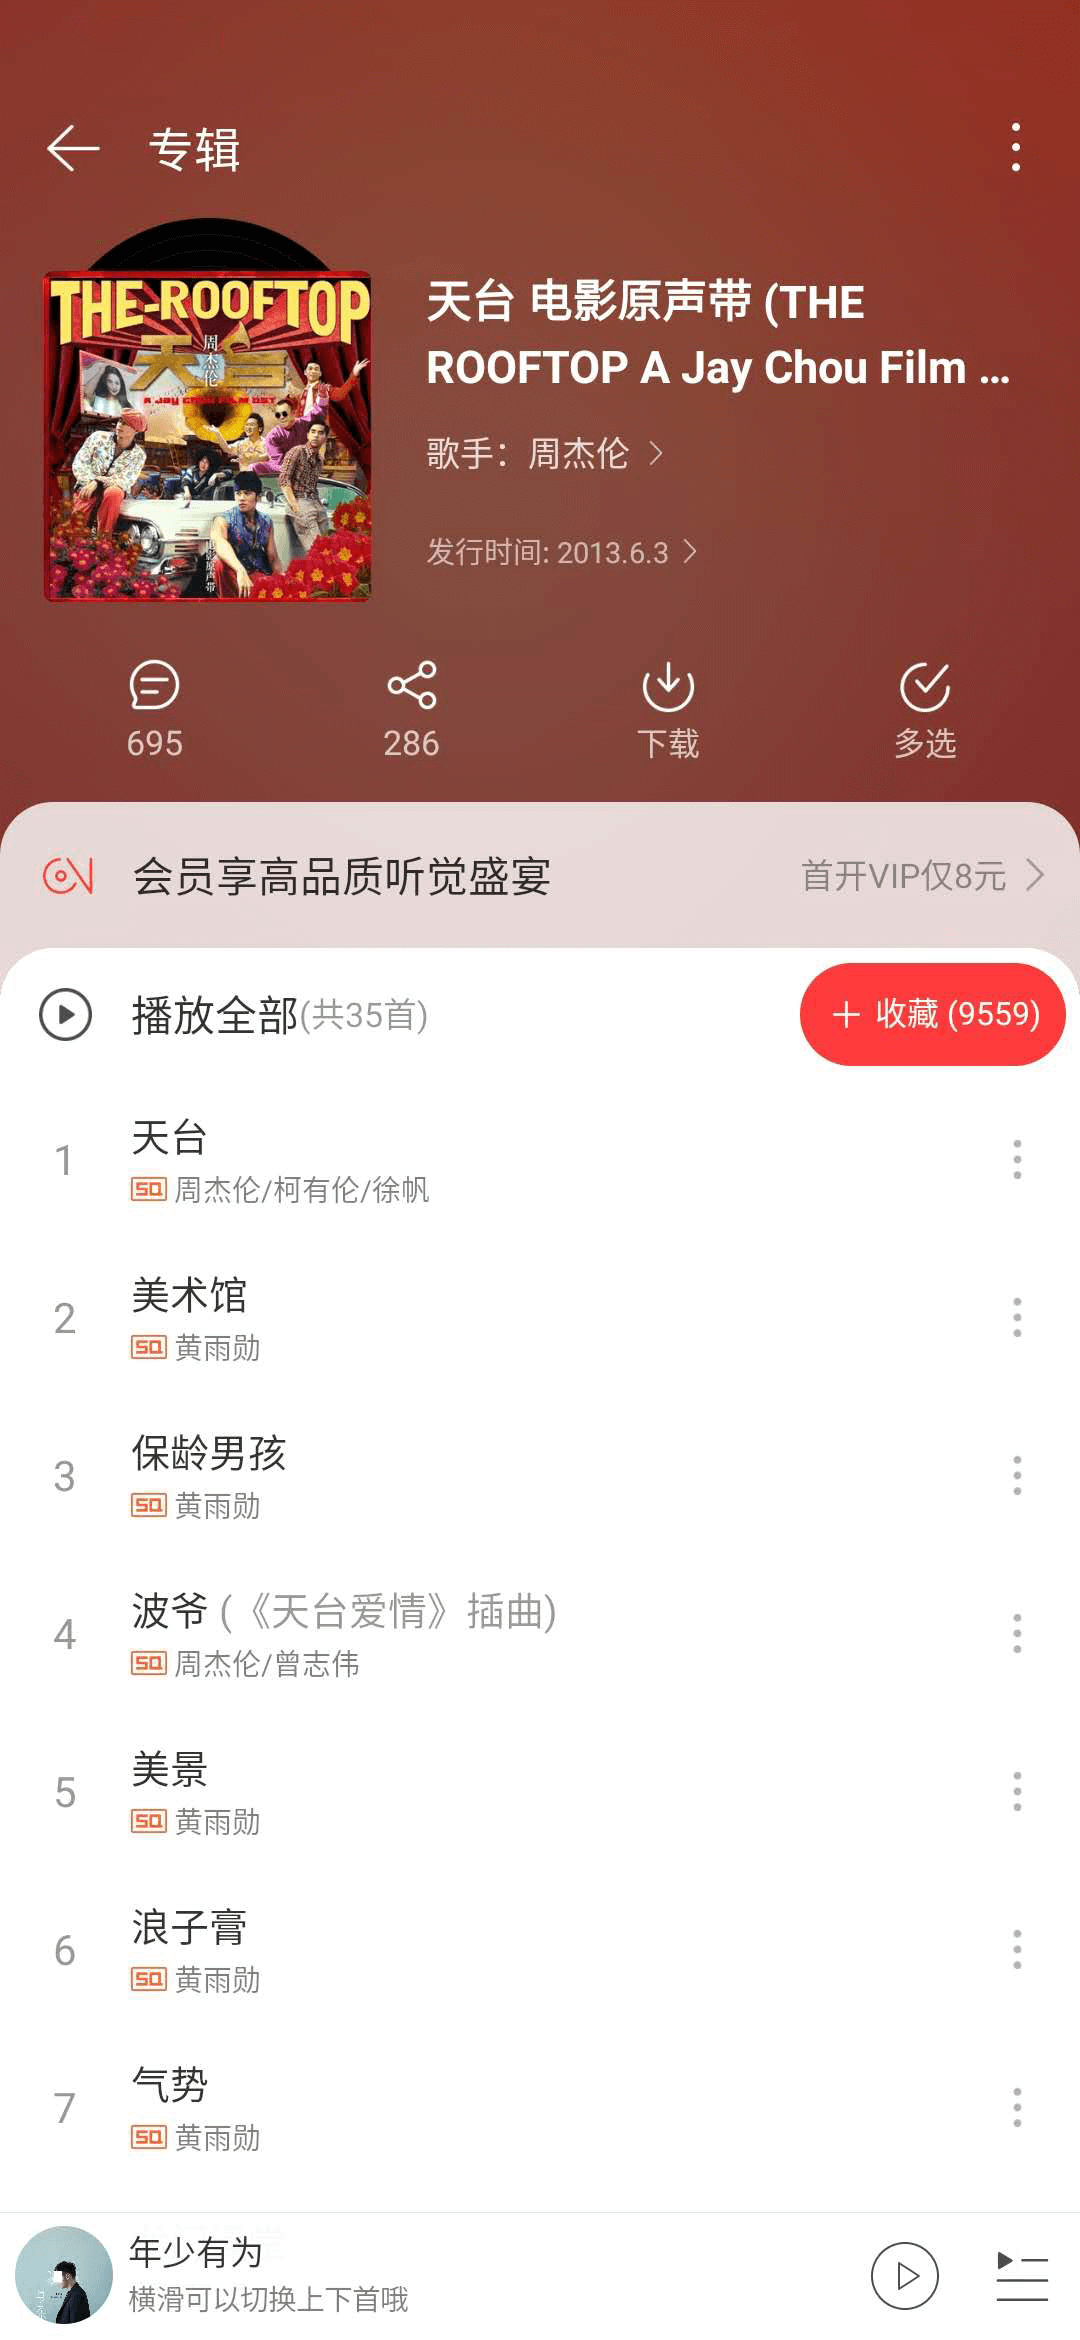 专辑
THE-ROOFTOP
天台
周杰伦
A JAY CHOU FILM OST
电影原声带
天台 电影原声带 (THE
ROOFTOP A Jay Chou Film ...
歌手：周杰伦
发行时间: 2013.6.3
695
286
下载
多选
会员享高品质听觉盛宴
首开VIP仅8元
播放全部(共35首)
收藏 (9559)
1
天台
SQ 周杰伦/柯有伦/徐帆
2
美术馆
SQ 黄雨勋
3
保龄男孩
SQ 黄雨勋
4
波爷 (《天台爱情》插曲)
SQ 周杰伦/曾志伟
5
美景
SQ 黄雨勋
6
浪子膏
SQ 黄雨勋
7
气势
SQ 黄雨勋
年少有为
横滑可以切换上下首哦